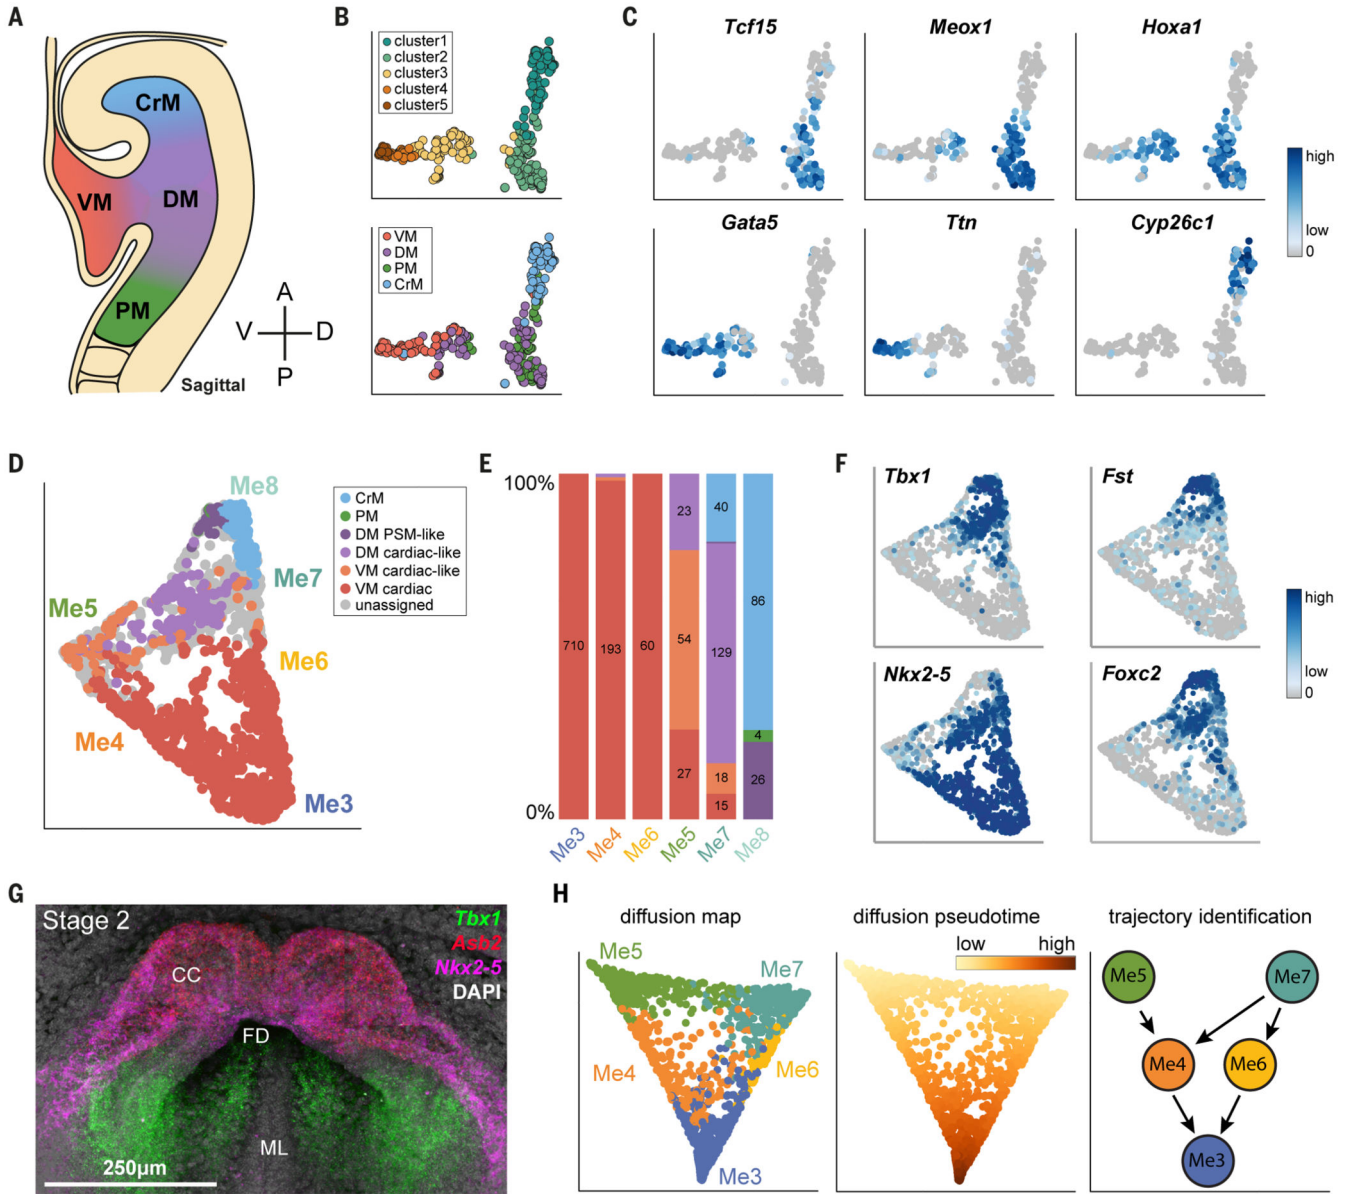 A
CrM
VM
DM
PM
A
V
D
P
Sagittal
B
cluster1
cluster2
cluster3
cluster4
cluster5
VM
DM
PM
CrM
C
Tcf15
Meox1
Hoxa1
Gata5
Ttn
Cyp26c1
high
low
0
D
Me8
Me7
Me5
Me6
Me4
Me3
CrM
PM
DM PSM-like
DM cardiac-like
VM cardiac-like
VM cardiac
unassigned
E
100%
0%
710
193
60
23
54
27
40
129
18
15
86
4
26
Me3
Me4
Me6
Me5
Me7
Me8
F
Tbx1
Fst
Nkx2-5
Foxc2
high
low
0
G
Stage 2
Tbx1
Asb2
Nkx2-5
DAPI
CC
FD
ML
250µm
H
diffusion map
Me5
Me7
Me4
Me6
Me3
diffusion pseudotime
low high
trajectory identification
Me5
Me7
Me4
Me6
Me3